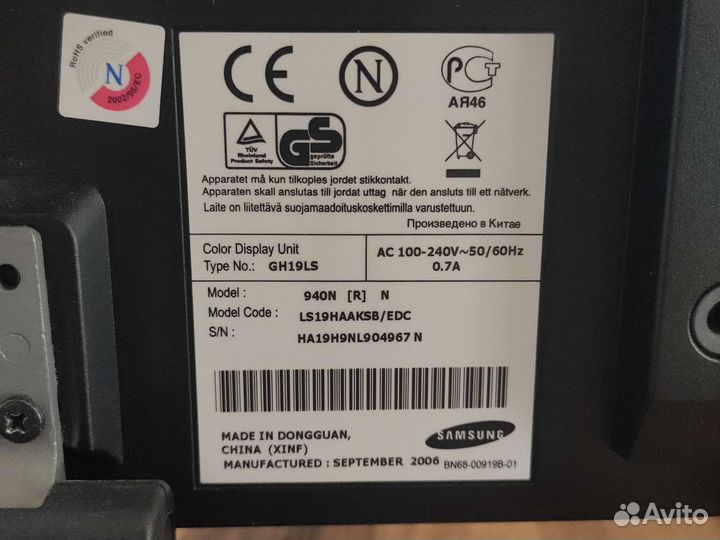 RoHS verified
N
2002/95/EC
CE
N
РСТ
АЯ46
TÜV
Rheinland
Product Safety
GS
geprüfte
Sicherheit
Apparatet må kun tilkoples jordet stikkontakt.
Apparaten skall anslutas till jordat uttag när den ansluts till ett nätverk.
Laite on liitettävä suojamaadoituskoskettimilla varustettuun.
Произведено в Китае
Color Display Unit
Type No.: GH19LS
AC 100-240V~50/60Hz
0.7A
Model : 940N [R] N
Model Code : LS19HAAKSB/EDC
S/N : HA19H9NL904967 N
MADE IN DONGGUAN,
CHINA (XINF)
MANUFACTURED : SEPTEMBER 2006
SAMSUNG
BN68-00919B-01
Avito